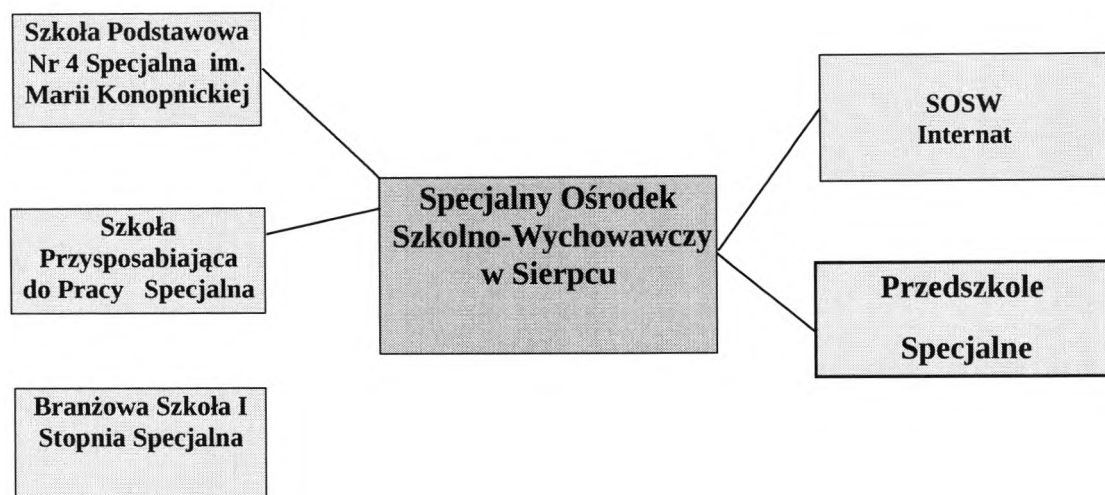 Szkoła Podstawowa
Nr 4 Specjalna im.
Marii Konopnickiej
Szkoła
Przysposabiająca
do Pracy Specjalna
Branżowa Szkoła I
Stopnia Specjalna
Specjalny Ośrodek
Szkolno-Wychowawczy
w Sierpcu
SOSW
Internat
Przedszkole
Specjalne